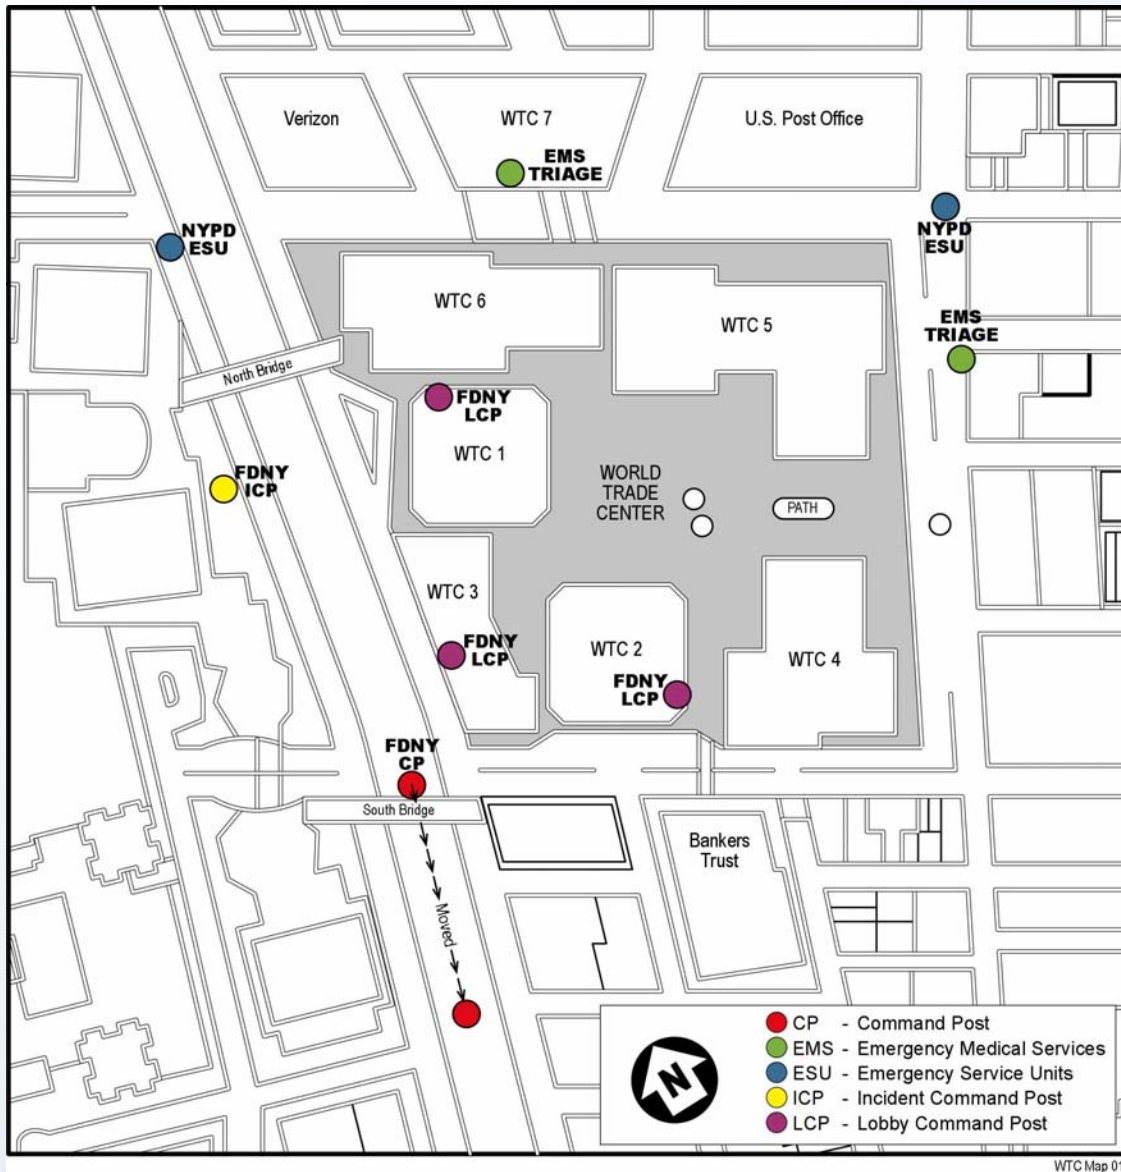 Verizon
WTC 7
U.S. Post Office
EMS
TRIAGE
NYPD
ESU
NYPD
ESU
WTC 6
WTC 5
EMS
TRIAGE
North Bridge
FDNY
LCP
WTC 1
FDNY
ICP
WORLD
TRADE
CENTER
PATH
WTC 3
FDNY
LCP
WTC 2
WTC 4
FDNY
LCP
FDNY
CP
South Bridge
Bankers
Trust
Moved
N
CP - Command Post
EMS - Emergency Medical Services
ESU - Emergency Service Units
ICP - Incident Command Post
LCP - Lobby Command Post
WTC Map 01